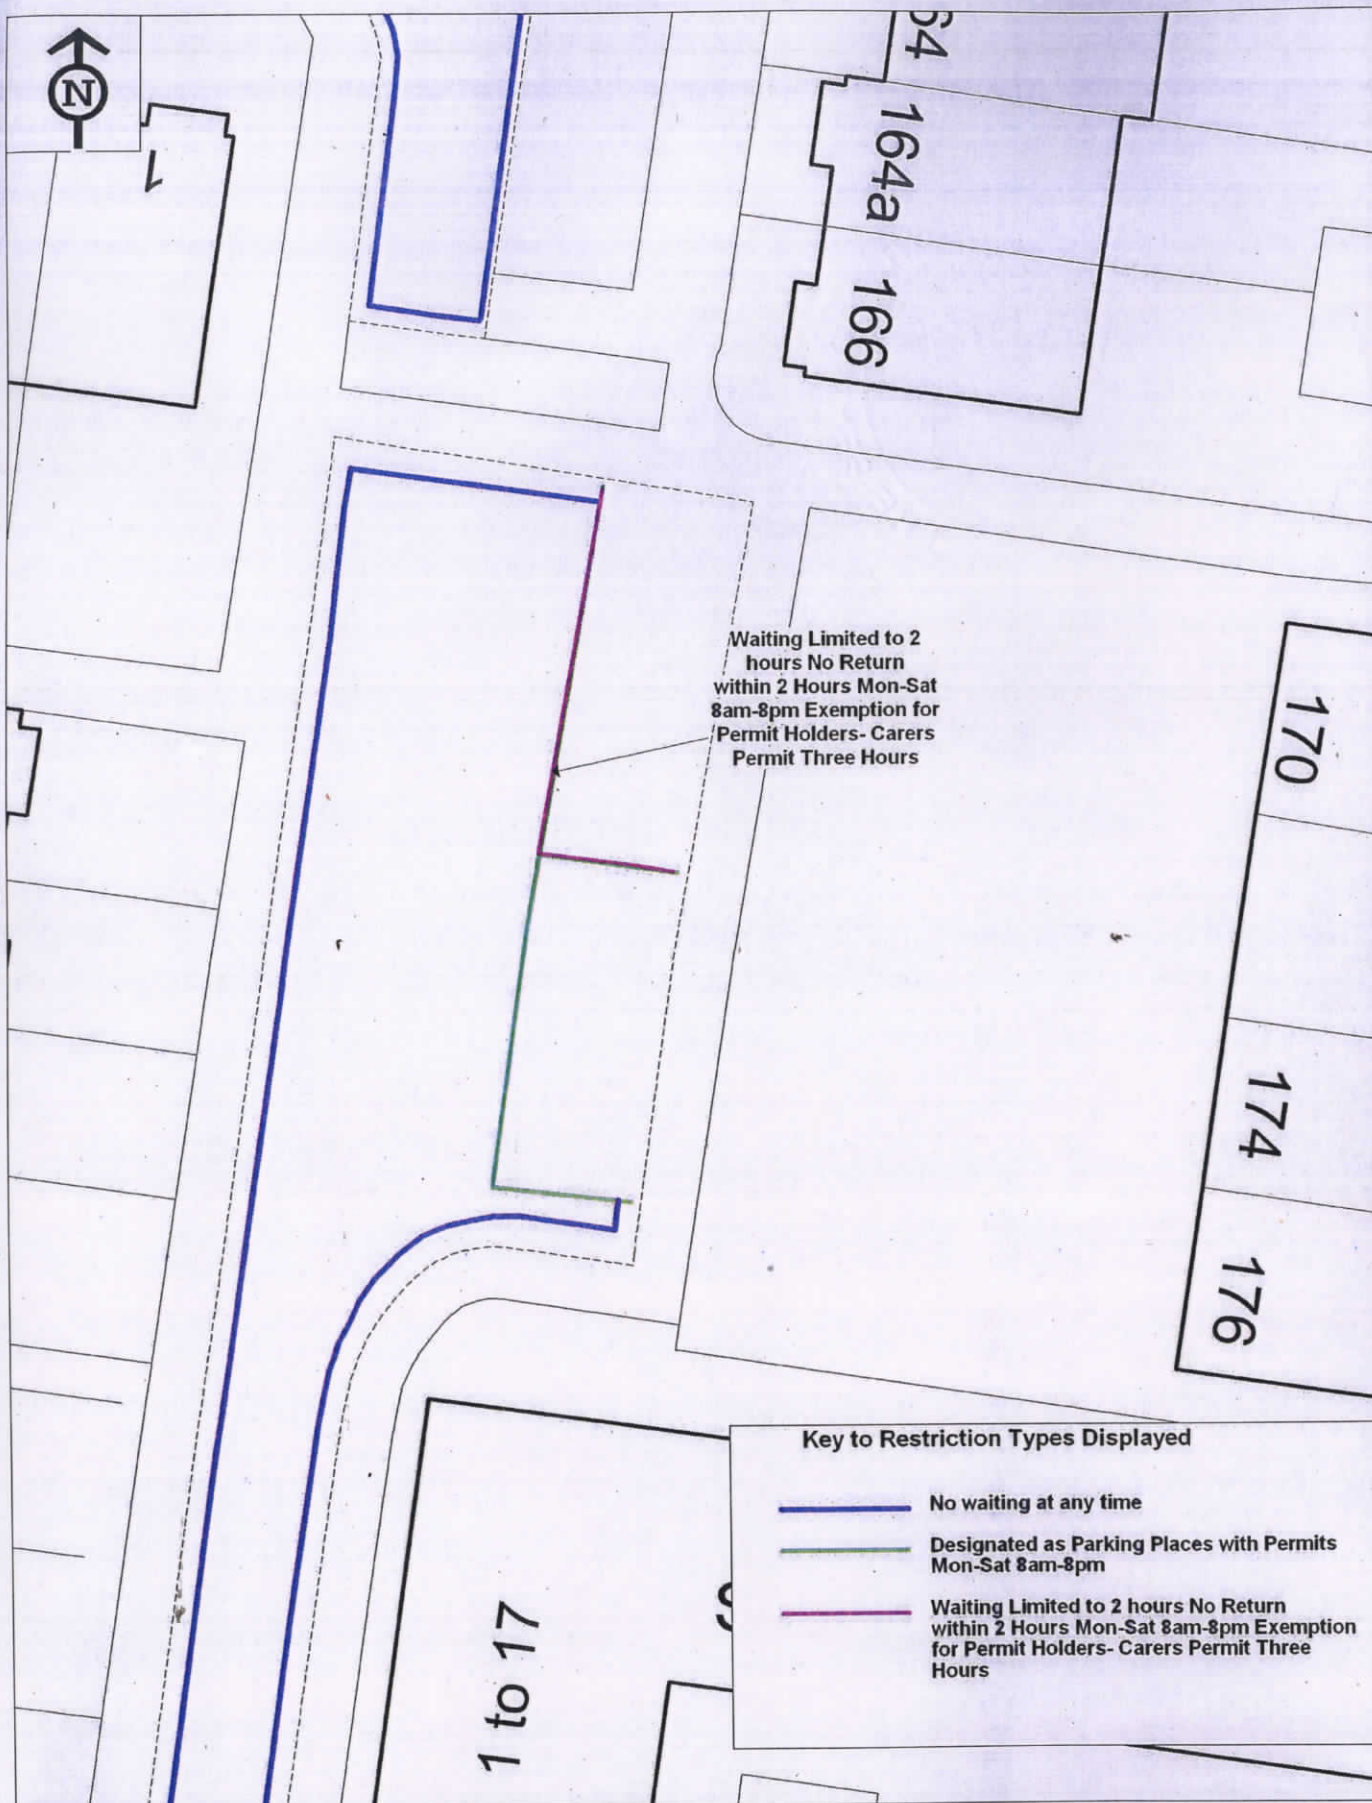 N
1
64
164a
166
Waiting Limited to 2
hours No Return
within 2 Hours Mon-Sat
8am-8pm Exemption for
Permit Holders- Carers
Permit Three Hours
170
174
176
1 to 17
Key to Restriction Types Displayed
No waiting at any time
Designated as Parking Places with Permits
Mon-Sat 8am-8pm
Waiting Limited to 2 hours No Return
within 2 Hours Mon-Sat 8am-8pm Exemption
for Permit Holders- Carers Permit Three
Hours